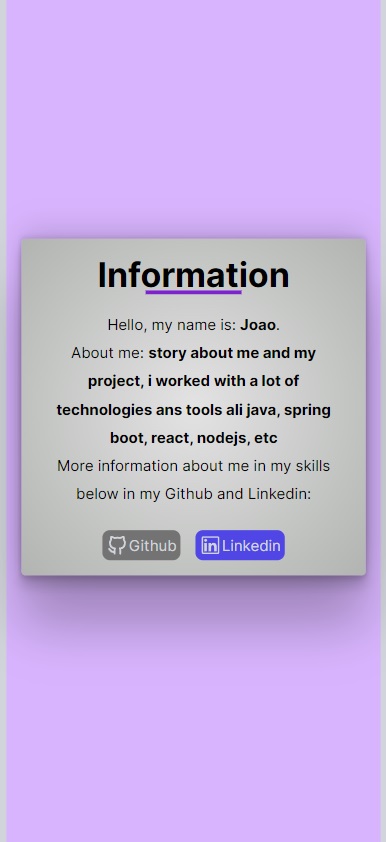 Information
Hello, my name is: Joao.
About me: story about me and my
project, i worked with a lot of
technologies ans tools ali java, spring
boot, react, nodejs, etc
More information about me in my skills
below in my Github and Linkedin:
Github Linkedin